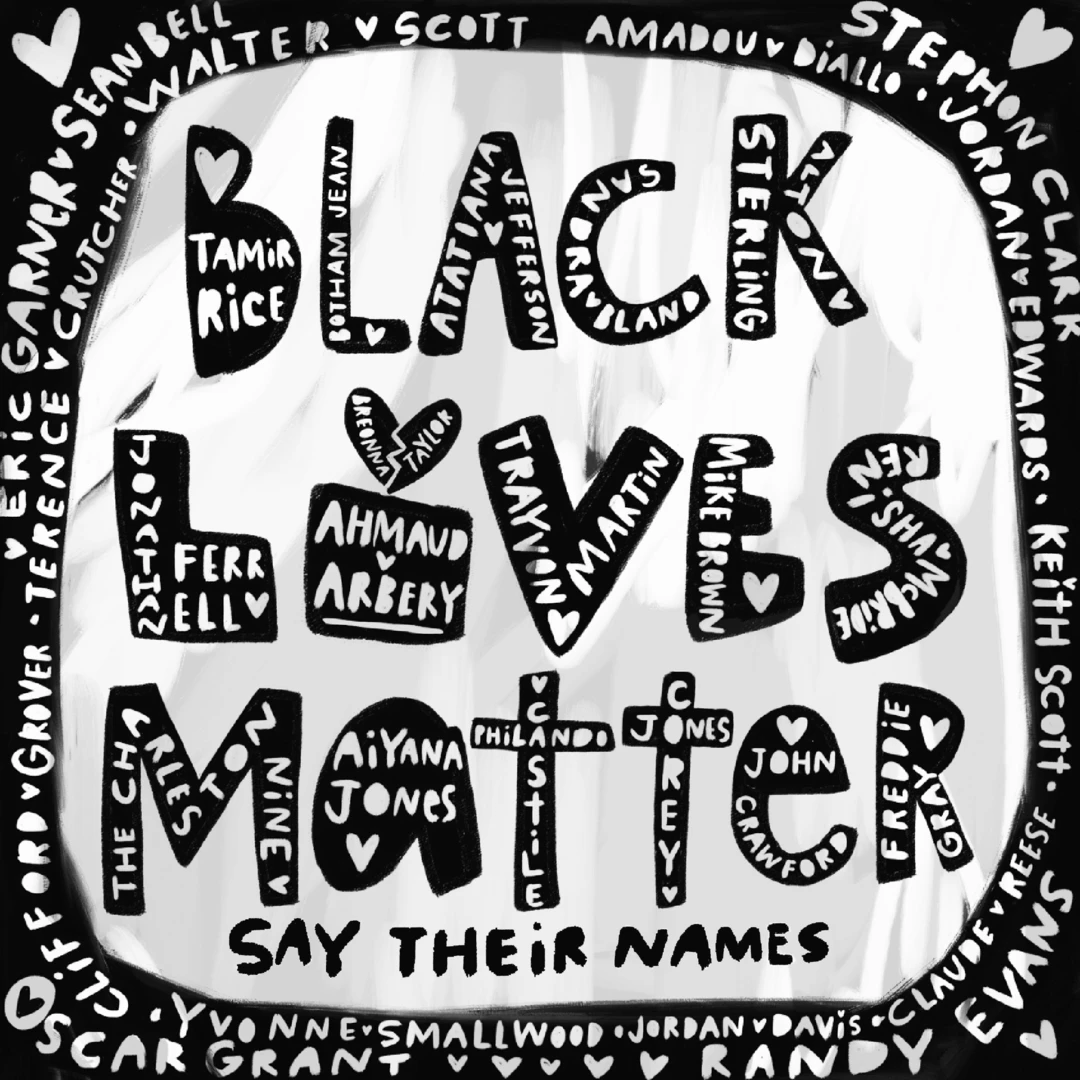 BLACK
TAMiR
RiCE
BOTHAM JEAN
ATATIANA
JEFFERSON
SANDRA BLAND
ALTON
STERLiNG
LiVES
JONATHAN
FERR
ELL
BREONNA
TAYLOR
AHMAUD
ARBERY
TRAYVON
MARTiN
MiKE BROWN
RENiSHA
McBRiDE
MaTTeR
THE CHARLESTON
NiNE
AiYANA
JONES
PHiLANDO
CASTiLE
COREY
JONES
JOHN
CRAWFORD
FREDDiE
GRAY
SAY THEiR NAMES
ERiC GARNER
SEAN BELL
TERENCE CRUTCHER
WALTER SCOTT
AMADOU DiALLO
STEPHON CLARK
JORDAN EDWARDS
KEiTH SCOTT
REESE
CLAUDE
RANDY EVANS
JORDAN DAViS
YVONNE SMALLWOOD
OSCAR GRANT
CLiFFORD GROVER